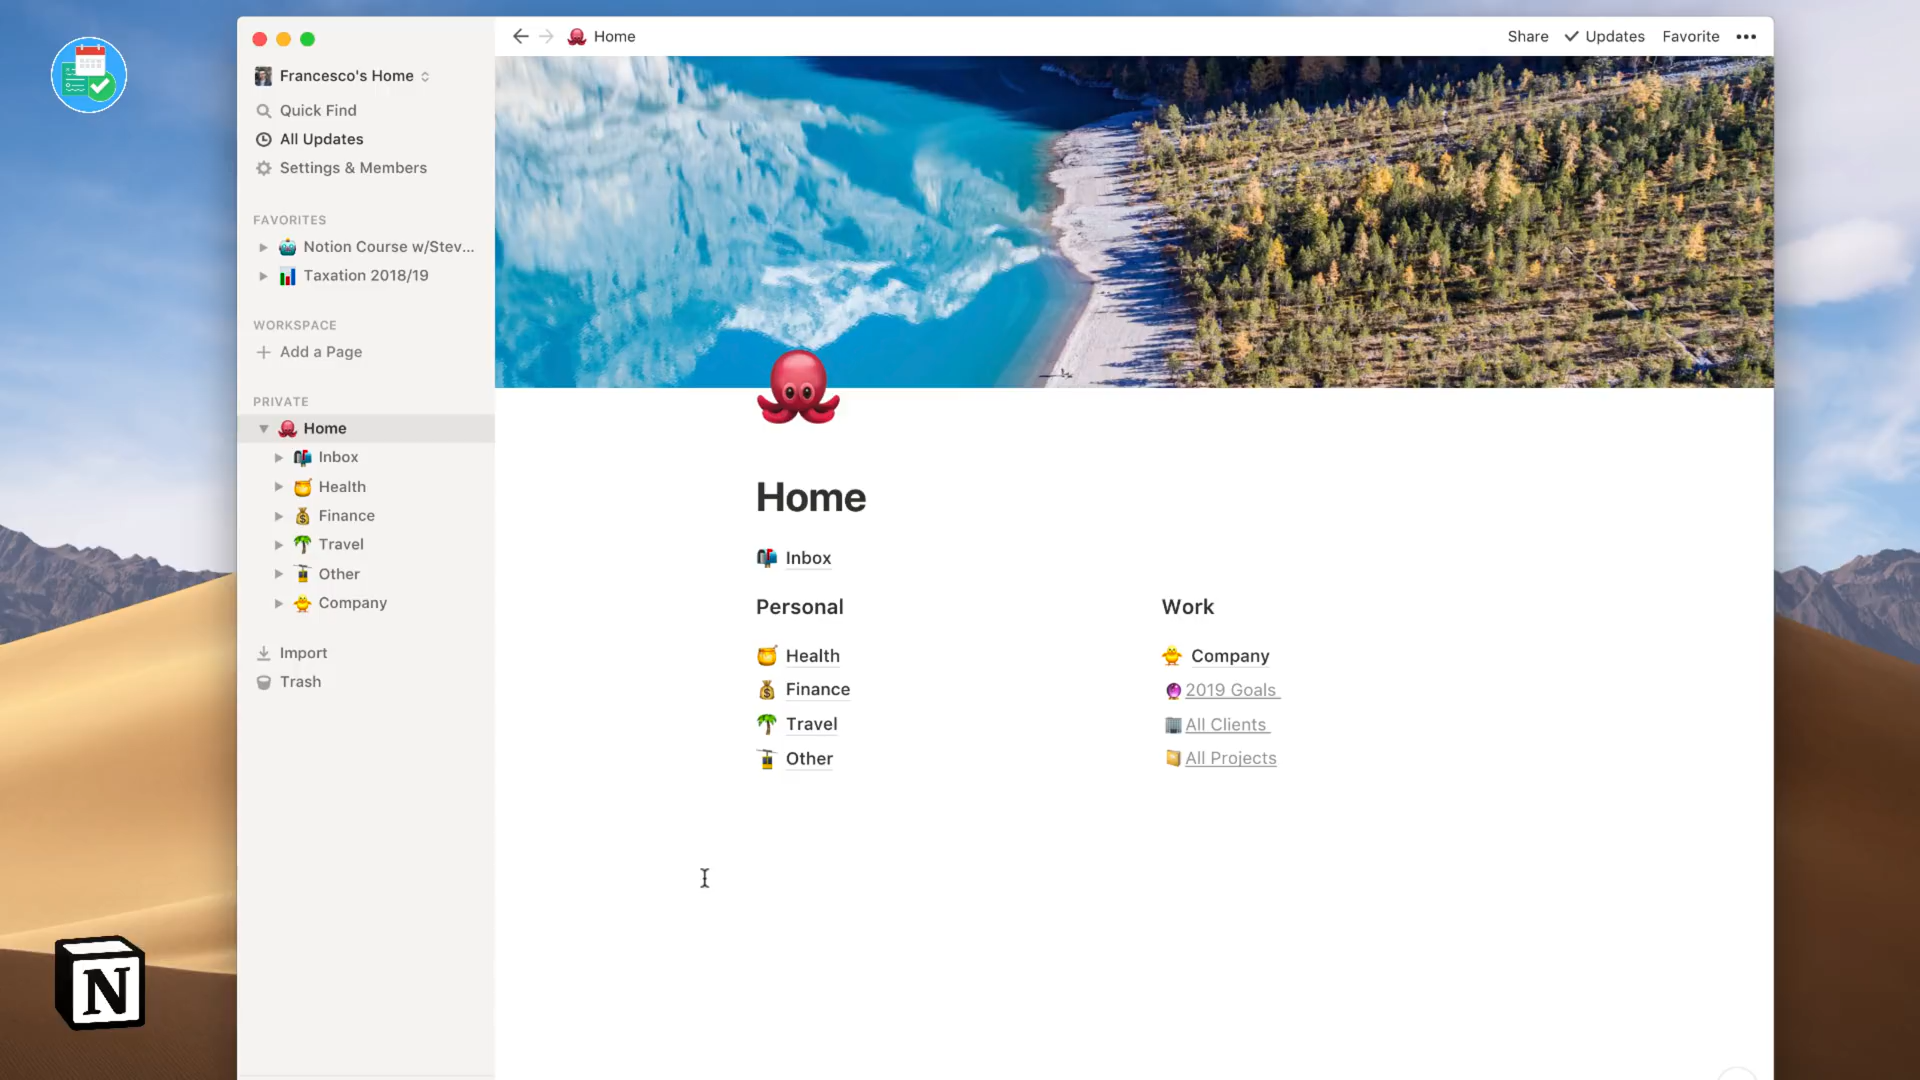 Home
Share
Updates
Favorite
Francesco's Home
Quick Find
All Updates
Settings & Members
FAVORITES
Notion Course w/Stev...
Taxation 2018/19
WORKSPACE
Add a Page
PRIVATE
Home
Inbox
Health
Finance
Travel
Other
Company
Import
Trash
Home
Inbox
Personal
Health
Finance
Travel
Other
Work
Company
2019 Goals
All Clients
All Projects
N